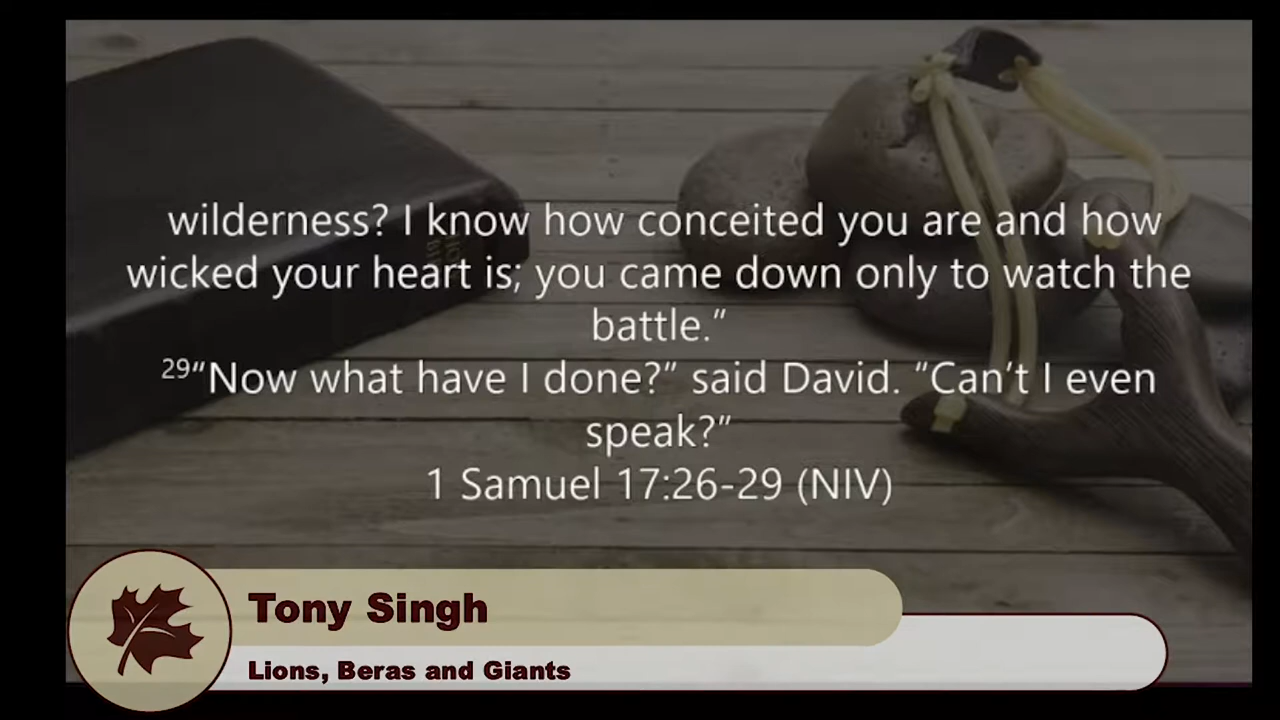 wilderness? I know how conceited you are and how
wicked your heart is; you came down only to watch the
battle.”
29“Now what have I done?” said David. “Can’t I even
speak?”
1 Samuel 17:26-29 (NIV)
Tony Singh
Lions, Beras and Giants